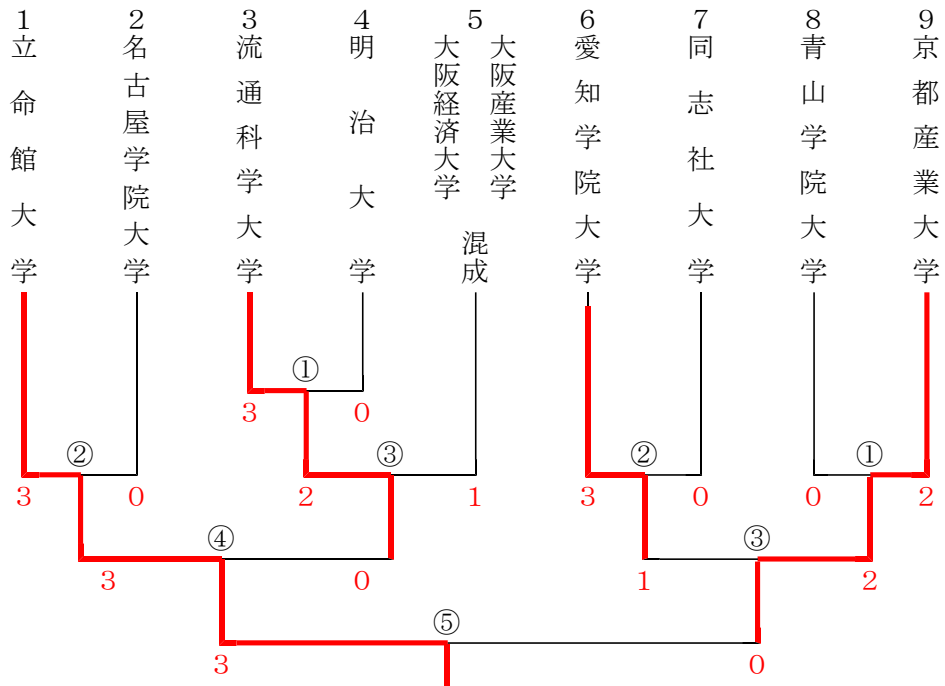 1
立命館大学
2
名古屋学院大学
3
流通科学大学
4
明治大学
5
大阪産業大学
大阪経済大学
混成
6
愛知学院大学
7
同志社大学
8
青山学院大学
9
京都産業大学
①
3 0
② ③ ② ①
3 0 2 1 3 0 0 2
④ ③
3 0 1 2
⑤
3 0